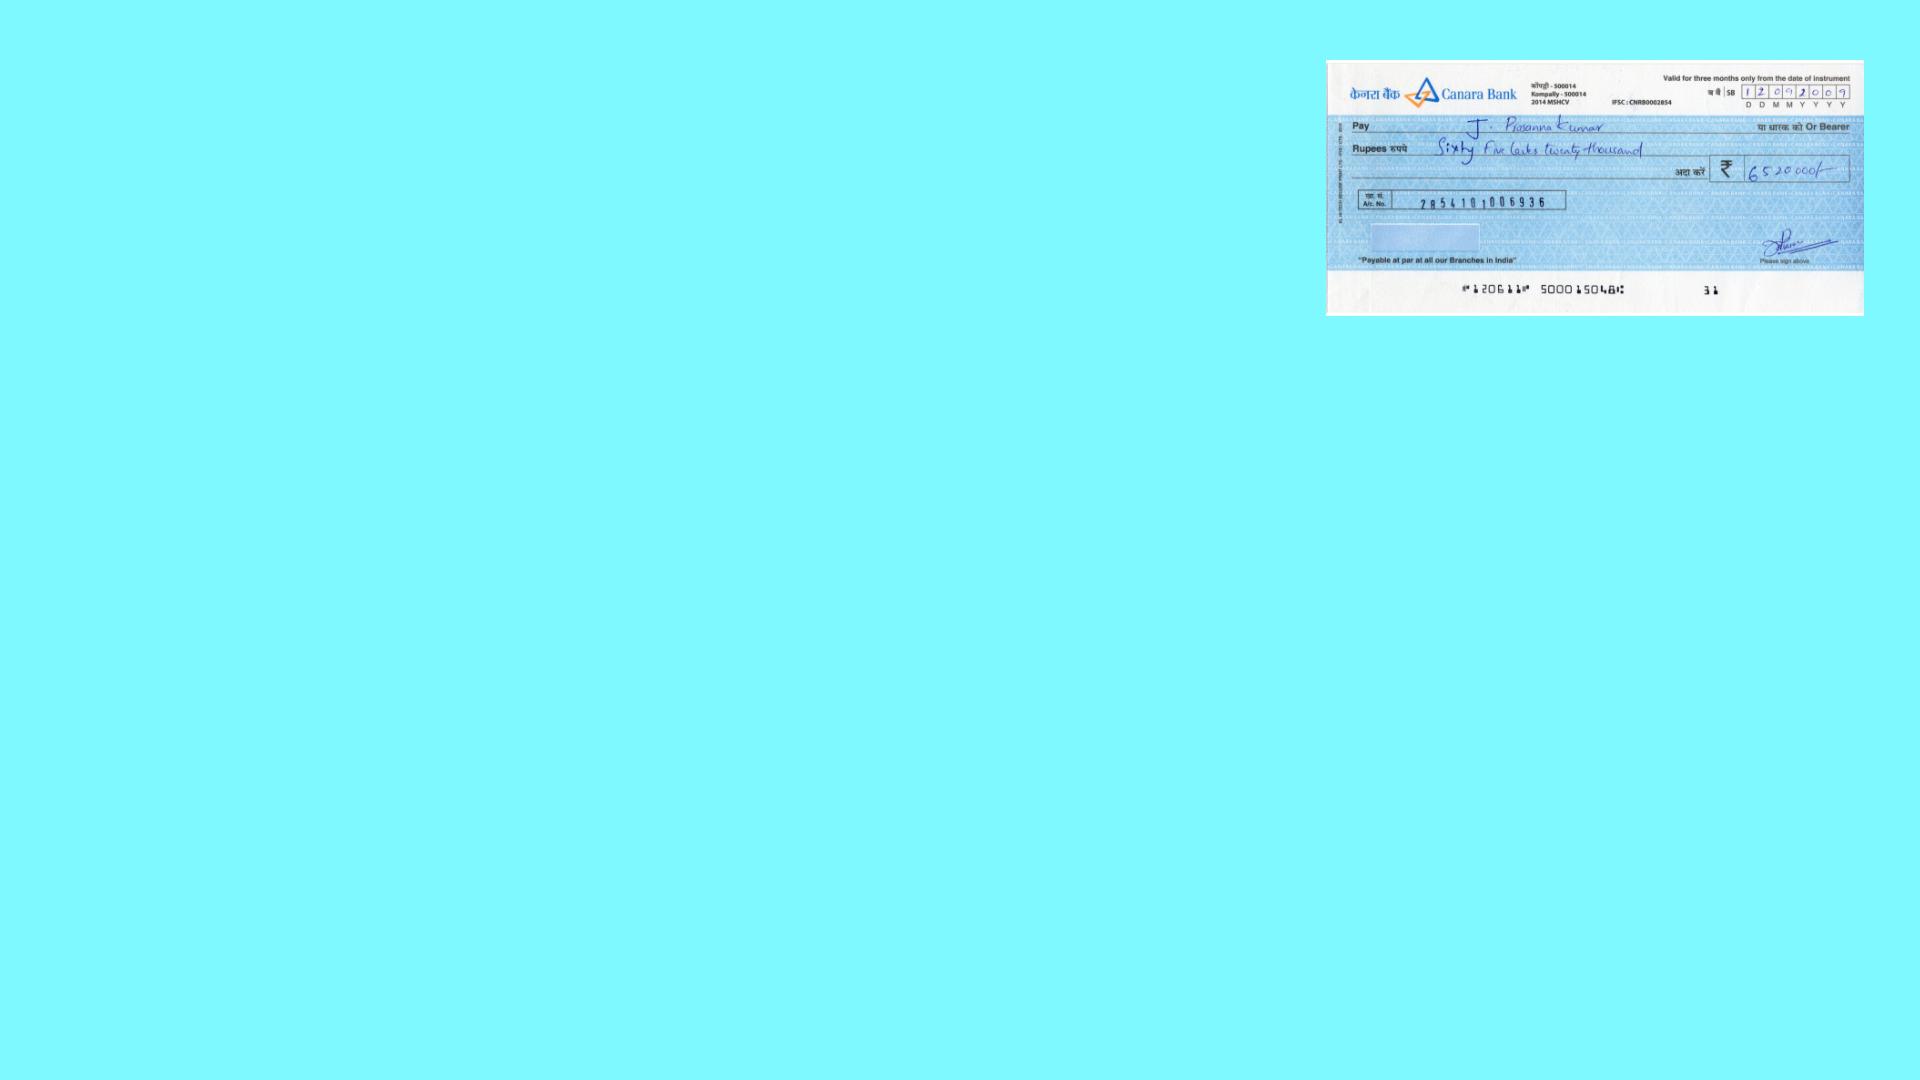 Valid for three months only from the date of instrument
केनरा बैंक Canara Bank
कोंपल्ली - 500014
Kompally - 500014
2014 MSHCV
IFSC : CNRB0002854
SB 1 2 0 9 2 0 0 9
D D M M Y Y Y Y
Pay J. Prasanna Kumar या धारक को Or Bearer
Rupees रुपये Sixty Five Lacks twenty thousand
अदा करें ₹ 6520000/-
खा. सं.
A/c. No. 2854101006936
"Payable at par at all our Branches in India"
Please sign above
⑈120611⑈ 500015048⑆ 31